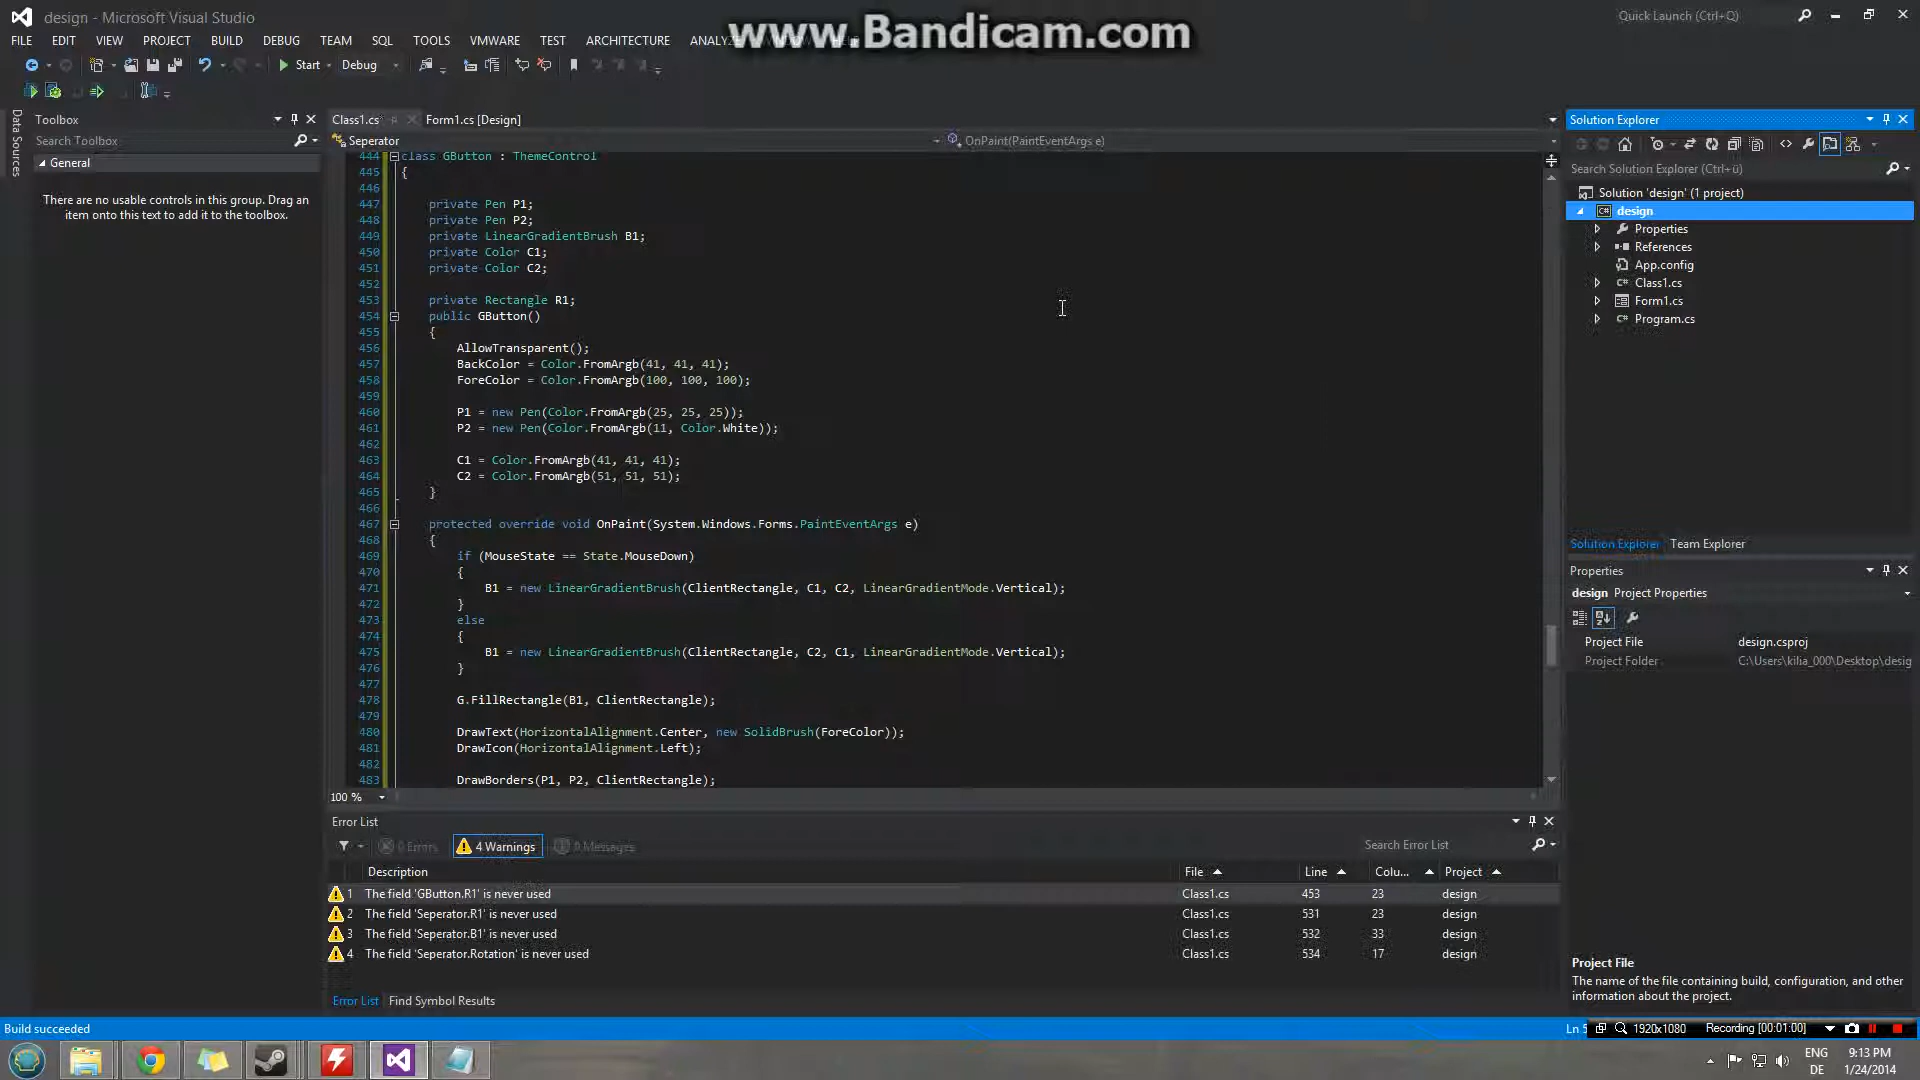 design - Microsoft Visual Studio
www.Bandicam.com
Quick Launch (Ctrl+Q)
FILE EDIT VIEW PROJECT BUILD DEBUG TEAM SQL TOOLS VMWARE TEST ARCHITECTURE ANALYZE
Start Debug
Data Sources
Toolbox
Search Toolbox
General
There are no usable controls in this group. Drag an
item onto this text to add it to the toolbox.
Class1.cs Form1.cs [Design]
Seperator OnPaint(PaintEventArgs e)
444 class GButton : ThemeControl
445 {
446
447 private Pen P1;
448 private Pen P2;
449 private LinearGradientBrush B1;
450 private Color C1;
451 private Color C2;
452
453 private Rectangle R1;
454 public GButton()
455 {
456 AllowTransparent();
457 BackColor = Color.FromArgb(41, 41, 41);
458 ForeColor = Color.FromArgb(100, 100, 100);
459
460 P1 = new Pen(Color.FromArgb(25, 25, 25));
461 P2 = new Pen(Color.FromArgb(11, Color.White));
462
463 C1 = Color.FromArgb(41, 41, 41);
464 C2 = Color.FromArgb(51, 51, 51);
465 }
466
467 protected override void OnPaint(System.Windows.Forms.PaintEventArgs e)
468 {
469 if (MouseState == State.MouseDown)
470 {
471 B1 = new LinearGradientBrush(ClientRectangle, C1, C2, LinearGradientMode.Vertical);
472 }
473 else
474 {
475 B1 = new LinearGradientBrush(ClientRectangle, C2, C1, LinearGradientMode.Vertical);
476 }
477
478 G.FillRectangle(B1, ClientRectangle);
479
480 DrawText(HorizontalAlignment.Center, new SolidBrush(ForeColor));
481 DrawIcon(HorizontalAlignment.Left);
482
483 DrawBorders(P1, P2, ClientRectangle);
100 %
Error List
0 Errors 4 Warnings 0 Messages
Search Error List
Description File Line Colu... Project
1 The field 'GButton.R1' is never used Class1.cs 453 23 design
2 The field 'Seperator.R1' is never used Class1.cs 531 23 design
3 The field 'Seperator.B1' is never used Class1.cs 532 33 design
4 The field 'Seperator.Rotation' is never used Class1.cs 534 17 design
Error List Find Symbol Results
Solution Explorer
Search Solution Explorer (Ctrl+ü)
Solution 'design' (1 project)
C# design
Properties
References
App.config
C# Class1.cs
Form1.cs
C# Program.cs
Solution Explorer Team Explorer
Properties
design Project Properties
Project File design.csproj
Project Folder C:\Users\kilia_000\Desktop\desig
Project File
The name of the file containing build, configuration, and other
information about the project.
Build succeeded
Ln 5
1920x1080 Recording [00:01:00]
ENG 9:13 PM
DE 1/24/2014